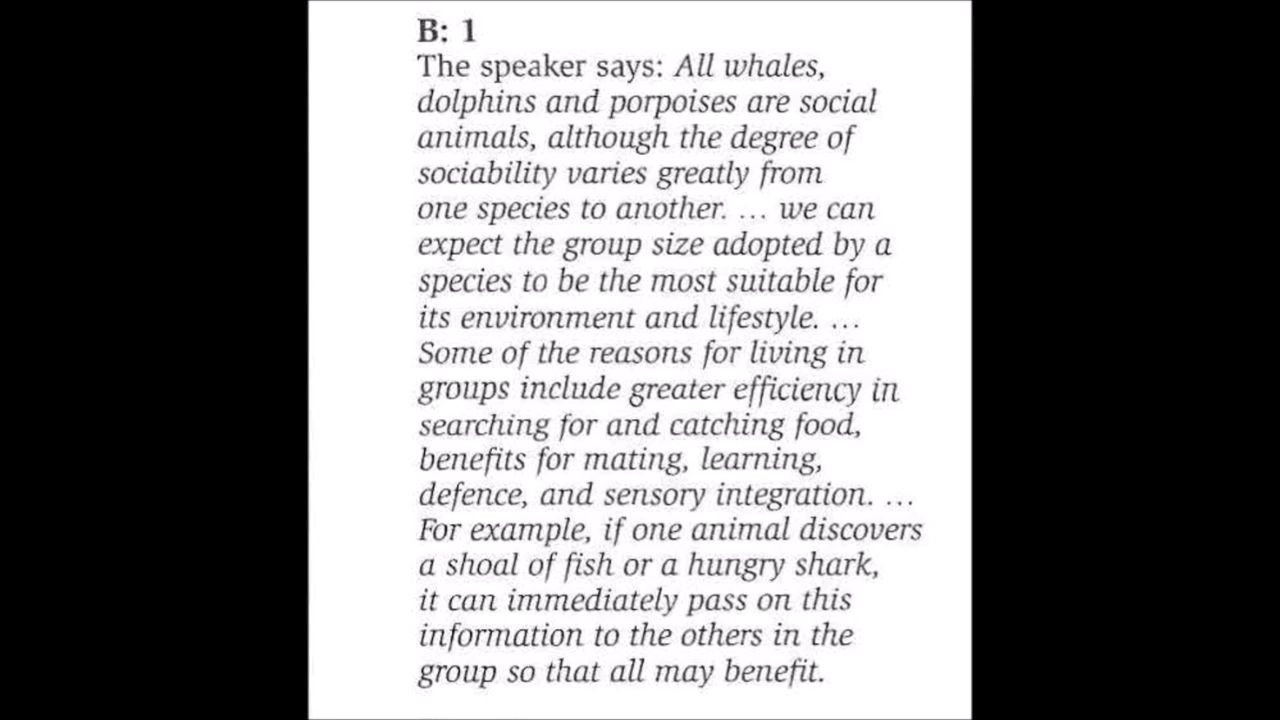 B: 1
The speaker says: All whales,
dolphins and porpoises are social
animals, although the degree of
sociability varies greatly from
one species to another. ... we can
expect the group size adopted by a
species to be the most suitable for
its environment and lifestyle. ...
Some of the reasons for living in
groups include greater efficiency in
searching for and catching food,
benefits for mating, learning,
defence, and sensory integration. ...
For example, if one animal discovers
a shoal of fish or a hungry shark,
it can immediately pass on this
information to the others in the
group so that all may benefit.